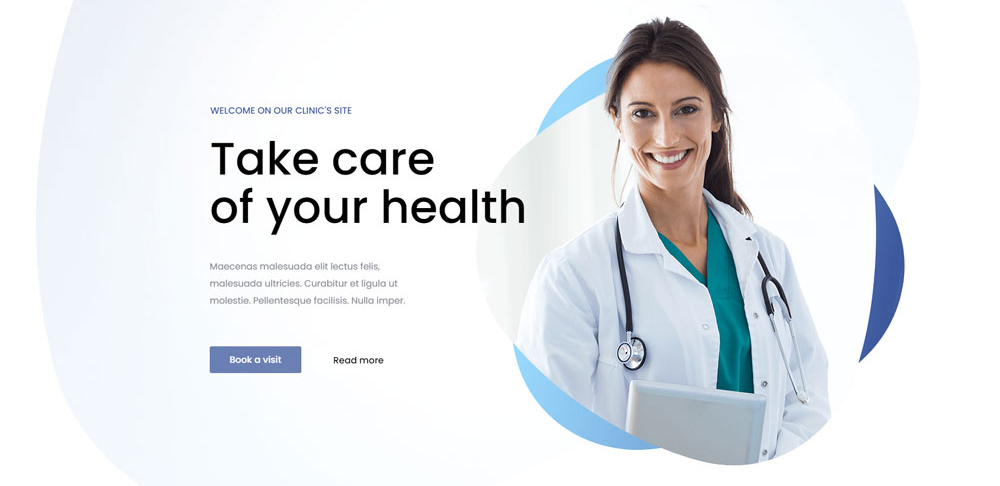 WELCOME ON OUR CLINIC'S SITE
Take care
of your health
Maecenas malesuada elit lectus felis,
malesuada ultricies. Curabitur et ligula ut
molestie. Pellentesque facilisis. Nulla imper.
Book a visit
Read more